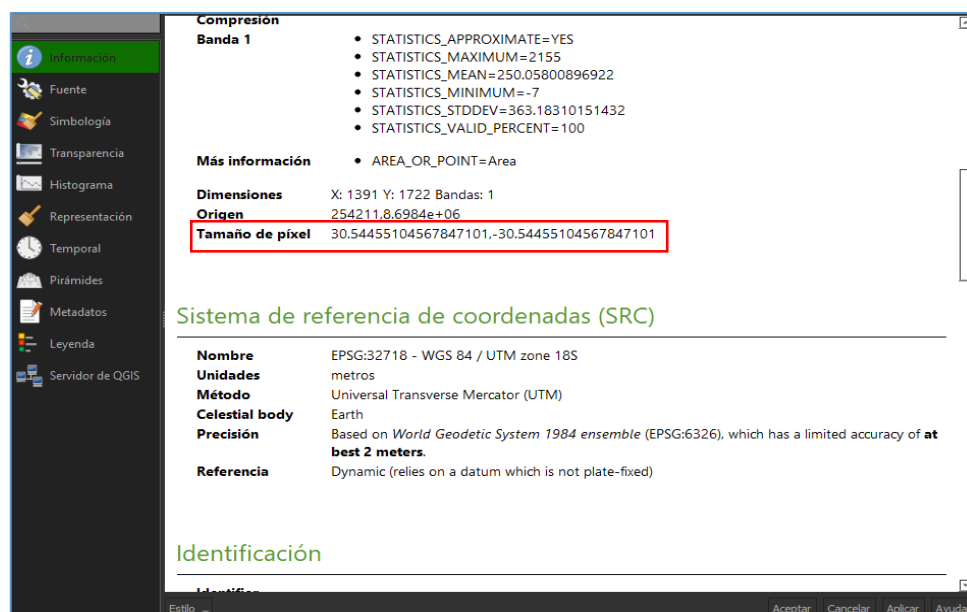 Compresión
Banda 1
• STATISTICS_APPROXIMATE=YES
• STATISTICS_MAXIMUM=2155
• STATISTICS_MEAN=250.05800896922
• STATISTICS_MINIMUM=-7
• STATISTICS_STDDEV=363.18310151432
• STATISTICS_VALID_PERCENT=100
Más información • AREA_OR_POINT=Area
Dimensiones X: 1391 Y: 1722 Bandas: 1
Origen 254211,8.6984e+06
Tamaño de píxel 30.54455104567847101,-30.54455104567847101
Sistema de referencia de coordenadas (SRC)
Nombre EPSG:32718 - WGS 84 / UTM zone 18S
Unidades metros
Método Universal Transverse Mercator (UTM)
Celestial body Earth
Precisión Based on World Geodetic System 1984 ensemble (EPSG:6326), which has a limited accuracy of at
best 2 meters.
Referencia Dynamic (relies on a datum which is not plate-fixed)
Identificación
Información
Fuente
Simbología
Transparencia
Histograma
Representación
Temporal
Pirámides
Metadatos
Leyenda
Servidor de QGIS
Estilo
Aceptar Cancelar Aplicar Ayuda